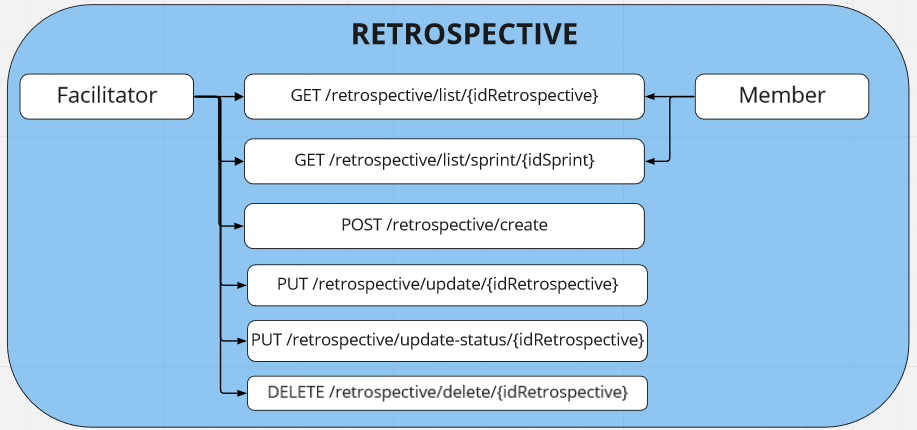 RETROSPECTIVE
Facilitator
GET /retrospective/list/{idRetrospective}
Member
GET /retrospective/list/sprint/{idSprint}
POST /retrospective/create
PUT /retrospective/update/{idRetrospective}
PUT /retrospective/update-status/{idRetrospective}
DELETE /retrospective/delete/{idRetrospective}